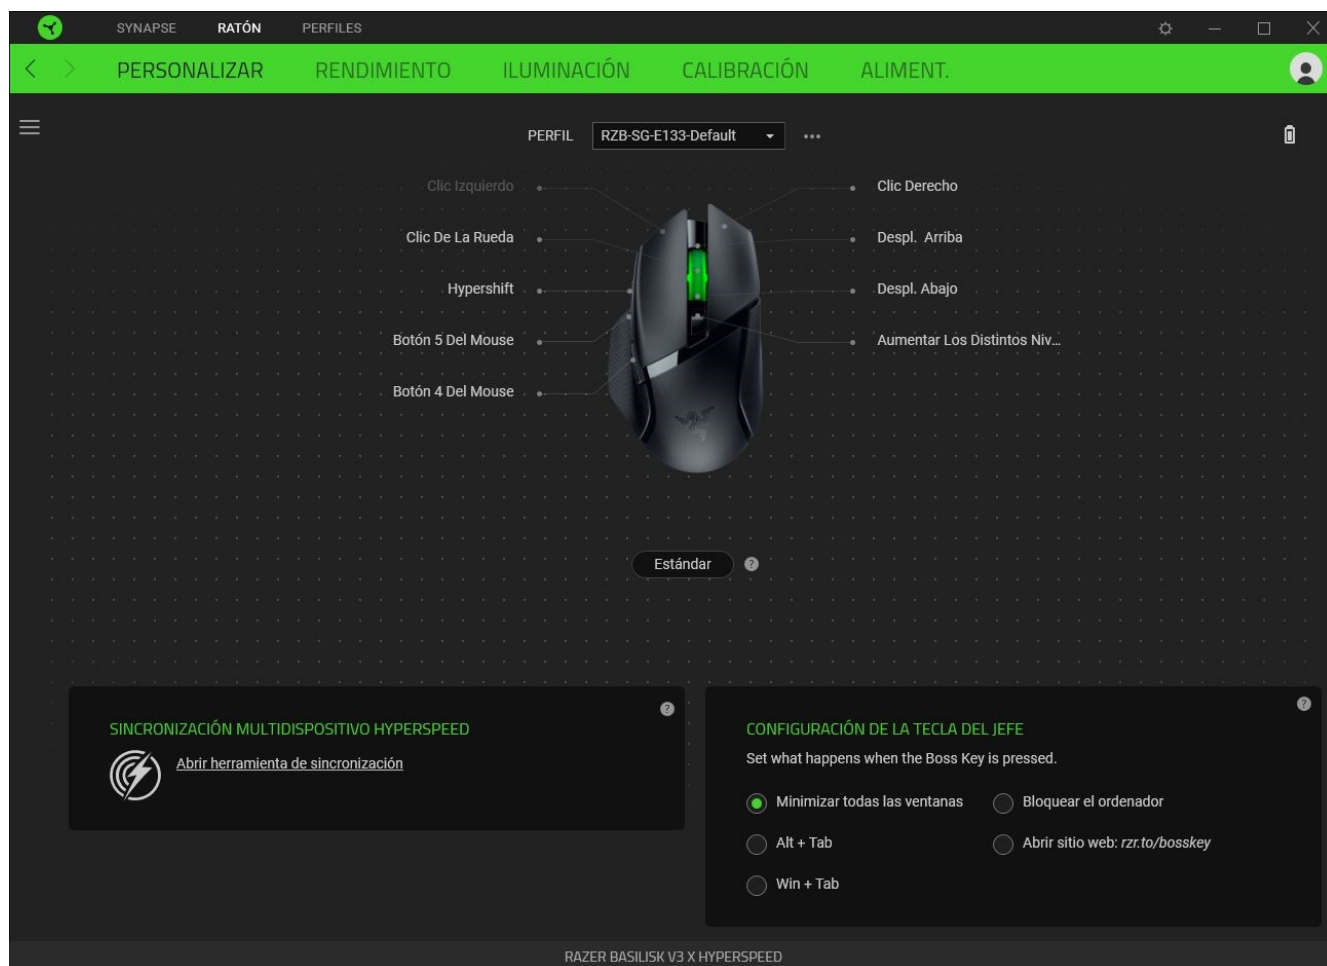 SYNAPSE RATÓN PERFILES
PERSONALIZAR RENDIMIENTO ILUMINACIÓN CALIBRACIÓN ALIMENT.
PERFIL RZB-SG-E133-Default
Clic Izquierdo
Clic De La Rueda
Hypershift
Botón 5 Del Mouse
Botón 4 Del Mouse
Clic Derecho
Despl. Arriba
Despl. Abajo
Aumentar Los Distintos Niv...
Estándar ?
?
SINCRONIZACIÓN MULTIDISPOSITIVO HYPERSPEED
Abrir herramienta de sincronización
?
CONFIGURACIÓN DE LA TECLA DEL JEFE
Set what happens when the Boss Key is pressed.
Minimizar todas las ventanas
Bloquear el ordenador
Alt + Tab
Abrir sitio web: rzr.to/bosskey
Win + Tab
RAZER BASILISK V3 X HYPERSPEED